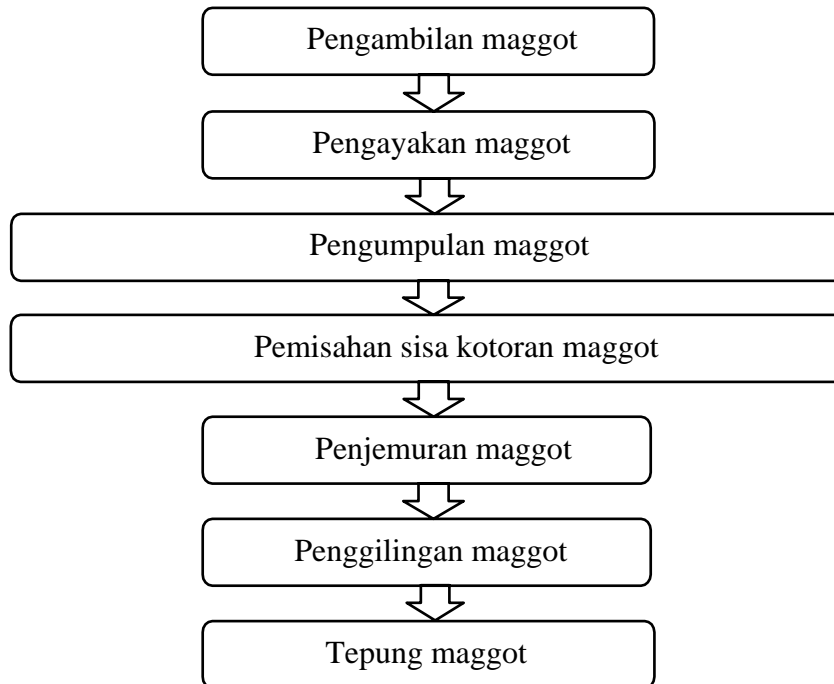 Pengambilan maggot
Pengayakan maggot
Pengumpulan maggot
Pemisahan sisa kotoran maggot
Penjemuran maggot
Penggilingan maggot
Tepung maggot